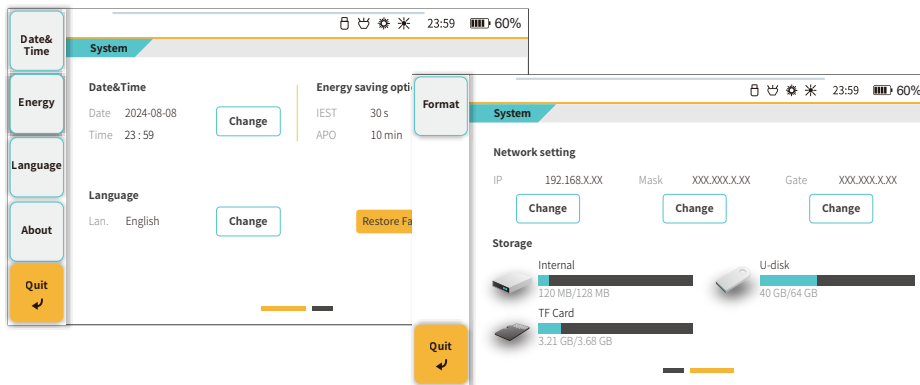 Date&
Time
Energy
Language
About
Quit
23:59
60%
System
Date&Time
Date 2024-08-08
Time 23 : 59
Change
Energy saving opti
IEST 30 s
APO 10 min
Language
Lan. English
Change
Restore Fa
Format
Quit
23:59
60%
System
Network setting
IP 192.168.X.XX
Mask XXX.XXX.X.XX
Gate XXX.XXX.X.XX
Change
Change
Change
Storage
Internal
120 MB/128 MB
U-disk
40 GB/64 GB
TF Card
3.21 GB/3.68 GB